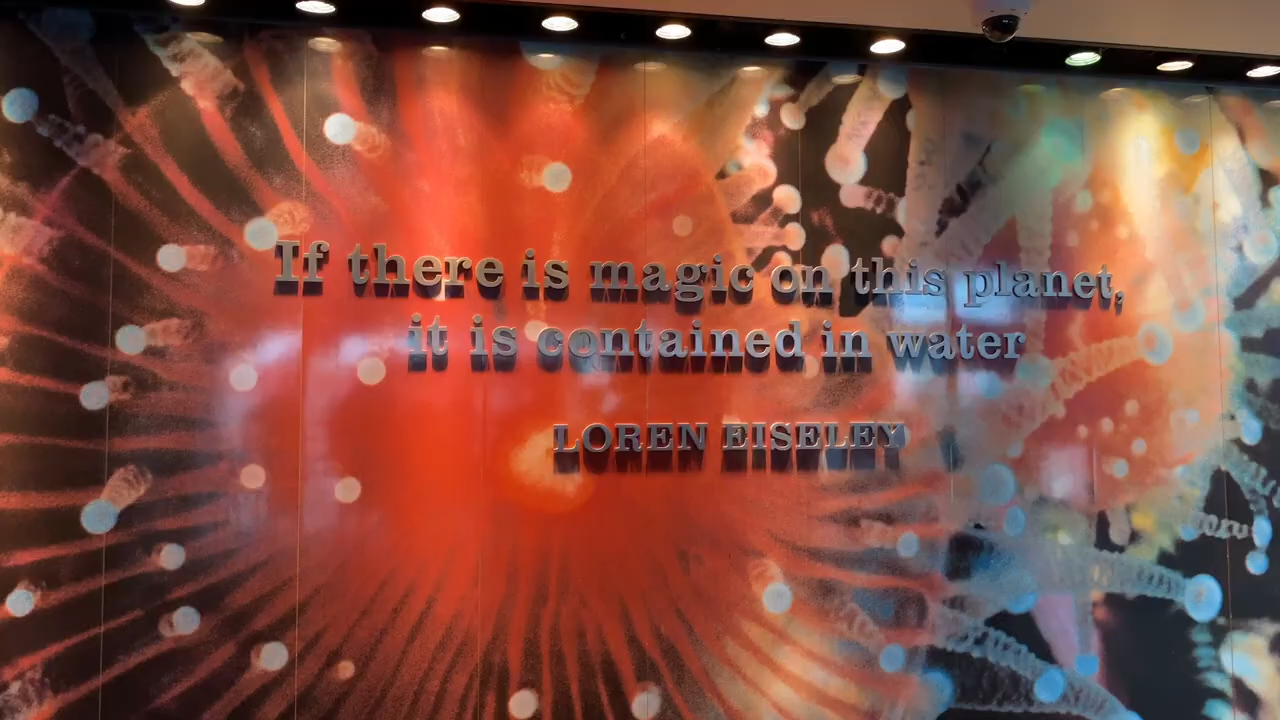 If there is magic on this planet,
it is contained in water
LOREN EISELEY